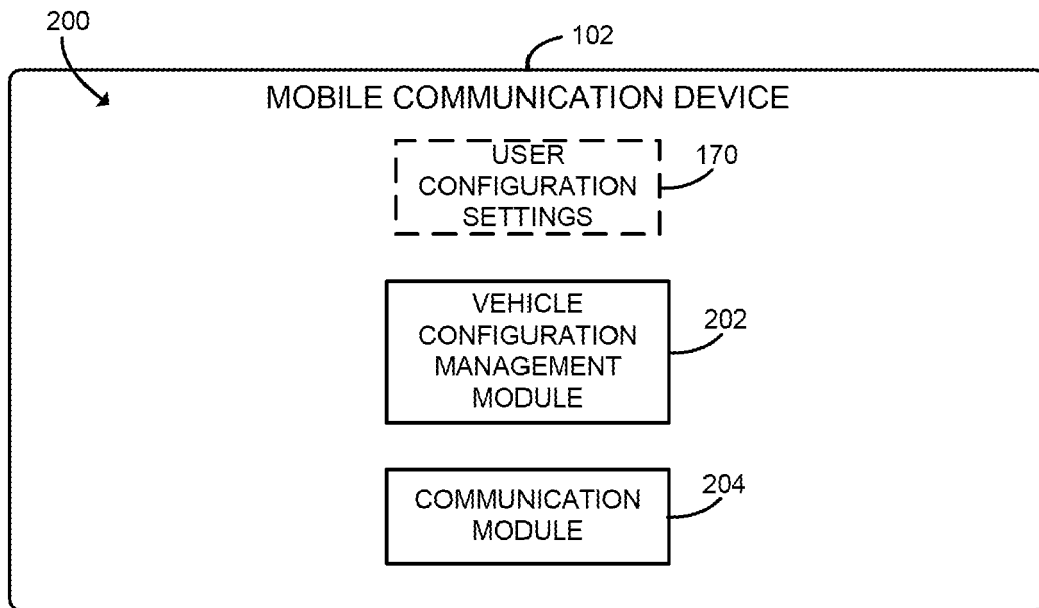 200
102
MOBILE COMMUNICATION DEVICE
USER
CONFIGURATION
SETTINGS
170
VEHICLE
CONFIGURATION
MANAGEMENT
MODULE
202
COMMUNICATION
MODULE
204